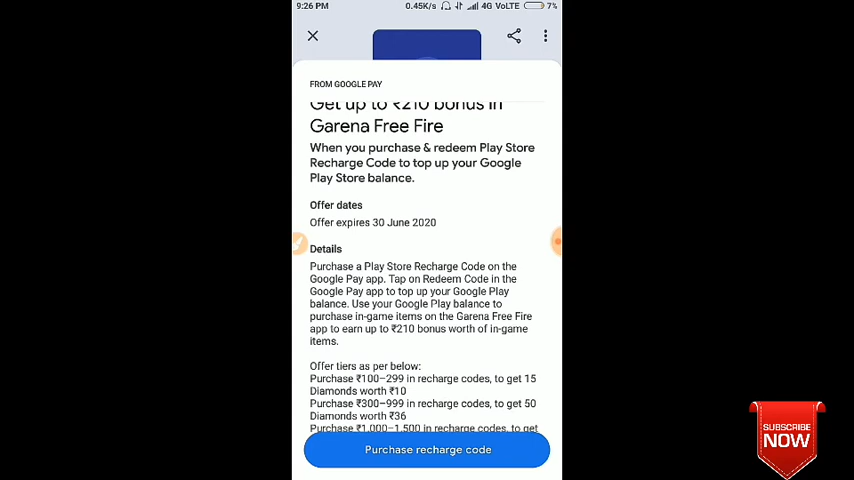 9:26 PM
0.45K/s
4G VoLTE
7%
FROM GOOGLE PAY
Get up to ₹210 bonus in
Garena Free Fire
When you purchase & redeem Play Store
Recharge Code to top up your Google
Play Store balance.
Offer dates
Offer expires 30 June 2020
Details
Purchase a Play Store Recharge Code on the
Google Pay app. Tap on Redeem Code in the
Google Pay app to top up your Google Play
balance. Use your Google Play balance to
purchase in-game items on the Garena Free Fire
app to earn up to ₹210 bonus worth of in-game
items.
Offer tiers as per below:
Purchase ₹100–299 in recharge codes, to get 15
Diamonds worth ₹10
Purchase ₹300–999 in recharge codes, to get 50
Diamonds worth ₹36
Purchase ₹1,000–1,500 in recharge codes, to get
Purchase recharge code
SUBSCRIBE
NOW